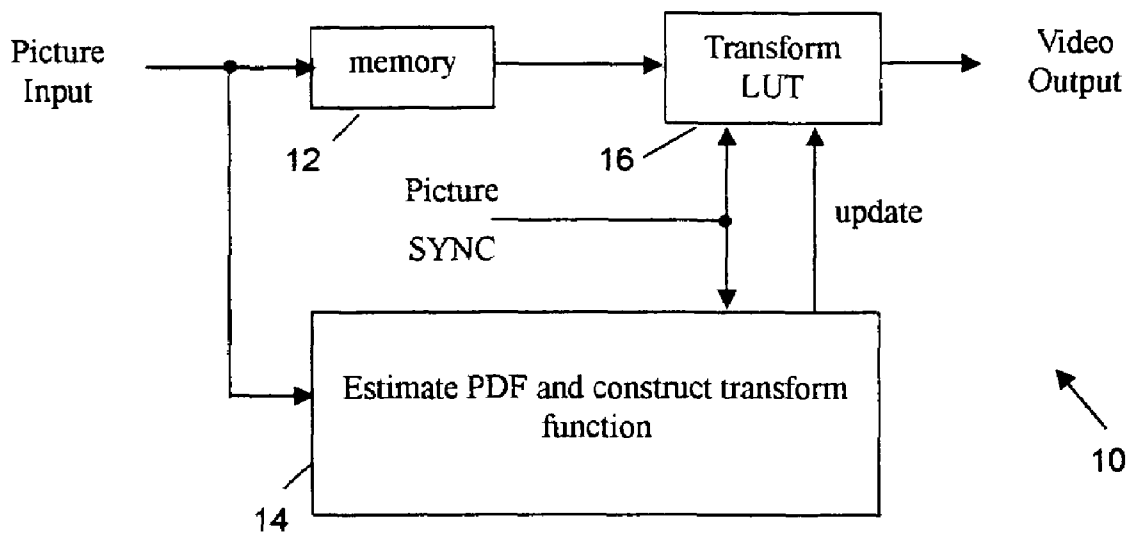 Picture
Input
memory
12
Transform
LUT
16
Video
Output
Picture
SYNC
update
Estimate PDF and construct transform
function
14
10